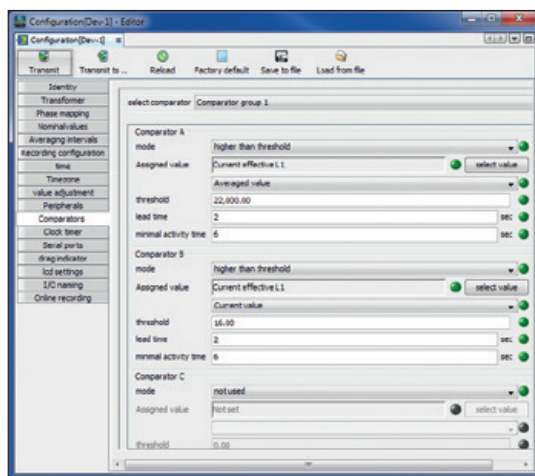 Configuration[Dev-1] - Editor
Configuration[Dev-1]
Transmit
Transmit to ...
Reload
Factory default
Save to file
Load from file
Identity
Transformer
Phase mapping
Nominalvalues
Averaging intervals
Recording configuration
time
Timezone
value adjustment
Peripherals
Comparators
Clock timer
Serial ports
drag indicator
lcd settings
I/O naming
Online recording
select comparator Comparator group 1
Comparator A
mode higher than threshold
Assigned value Current effective L1 select value
Averaged value
threshold 22,800.00
lead time 2 sec
minimal activity time 6 sec
Comparator B
mode higher than threshold
Assigned value Current effective L1 select value
Current value
threshold 16.00
lead time 2 sec
minimal activity time 6 sec
Comparator C
mode not used
Assigned value Not set select value
threshold 0.00